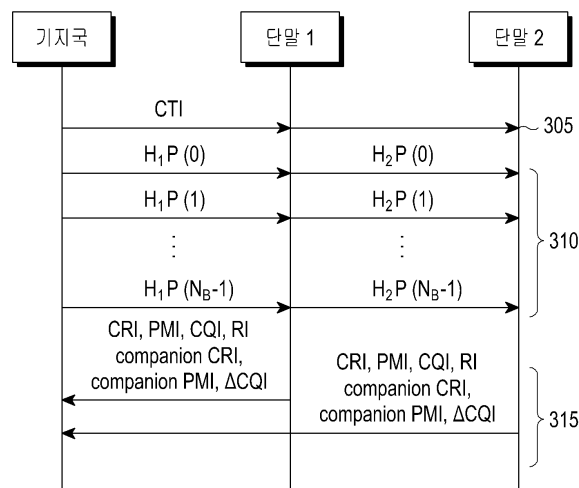 기지국
단말 1
단말 2
CTI
305
H₁P (0)
H₂P (0)
H₁P (1)
H₂P (1)
⋮
⋮
310
H₁P (N_B-1)
H₂P (N_B-1)
CRI, PMI, CQI, RI
companion CRI,
companion PMI, ΔCQI
CRI, PMI, CQI, RI
companion CRI,
companion PMI, ΔCQI
315